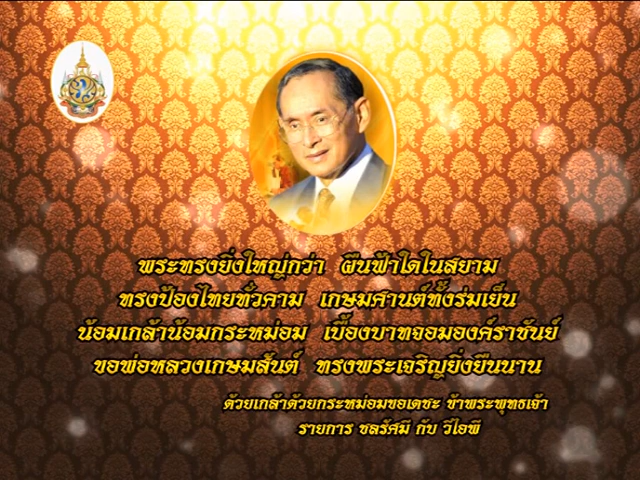 พระทรงยิ่งใหญ่กว่า ผืนฟ้าใดในสยาม
ทรงป้องไทยทั่วคาม เกษมศานต์ทั้งร่มเย็น
น้อมเกล้าน้อมกระหม่อม เบื้องบาทจอมองค์ราชันย์
ขอพ่อหลวงเกษมสันต์ ทรงพระเจริญยิ่งยืนนาน
ด้วยเกล้าด้วยกระหม่อมขอเดชะ ข้าพระพุทธเจ้า
รายการ ชลรัศมี กับ วีไอพี